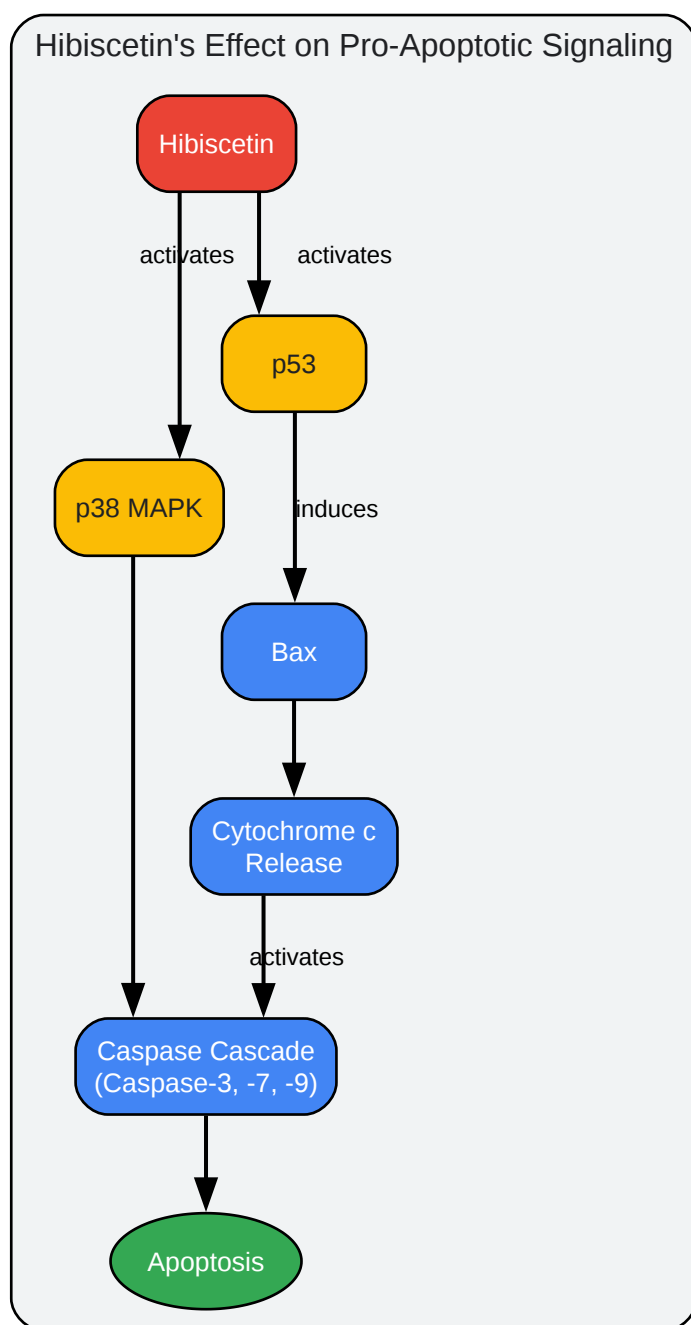 Hibiscetin's Effect on Pro-Apoptotic Signaling
Hibiscetin
activates
activates
p53
p38 MAPK
induces
Bax
Cytochrome c
Release
activates
Caspase Cascade
(Caspase-3, -7, -9)
Apoptosis